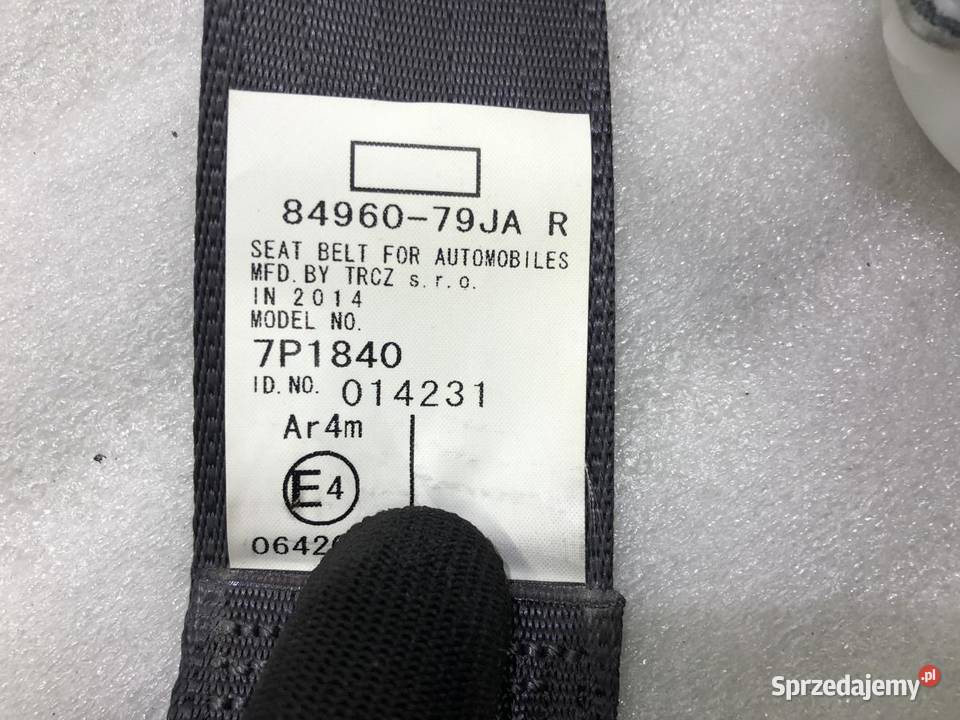 84960-79JA R
SEAT BELT FOR AUTOMOBILES
MFD. BY TRCZ s.r.o.
IN 2014
MODEL NO.
7P1840
ID. NO. 014231
Ar4m
E4
Sprzedajemy.pl